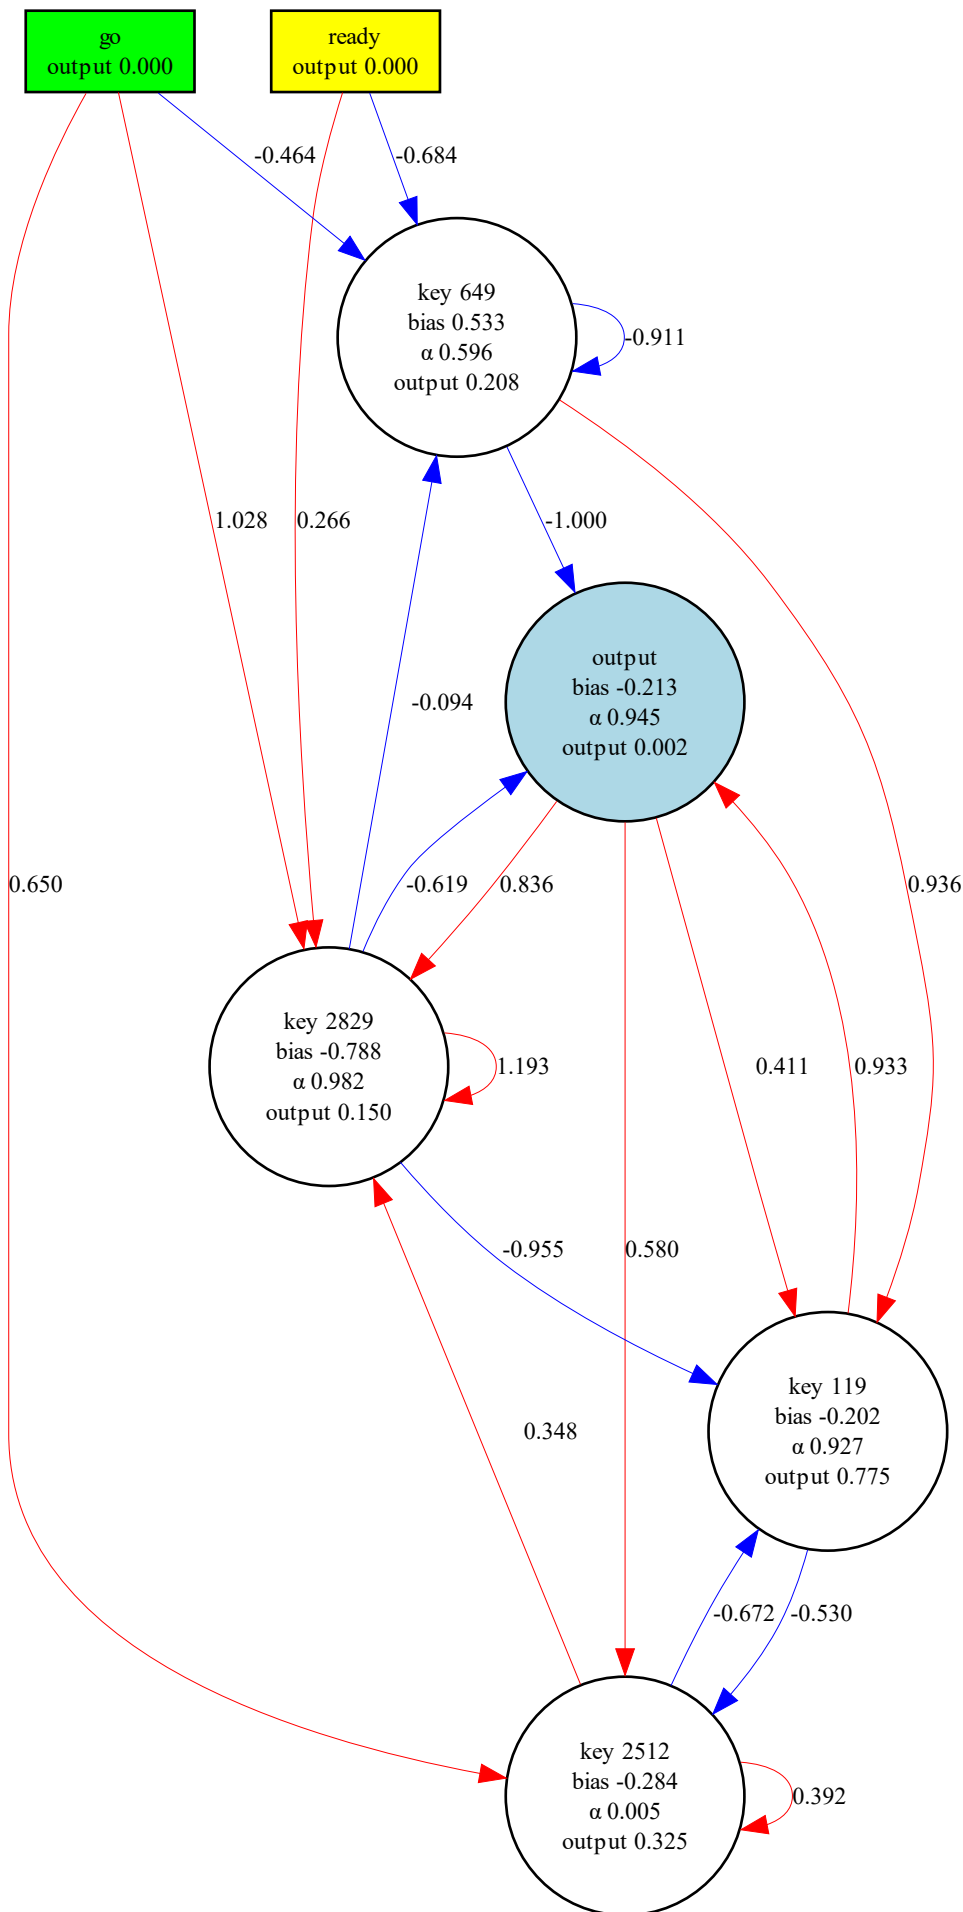 go
output 0.000
ready
output 0.000
-0.464
-0.684
key 649
bias 0.533
α 0.596
output 0.208
-0.911
1.028
0.266
-1.000
output
bias -0.213
α 0.945
output 0.002
-0.094
0.650
-0.619
0.836
0.936
key 2829
bias -0.788
α 0.982
output 0.150
1.193
0.411
0.933
-0.955
0.580
key 119
bias -0.202
α 0.927
output 0.775
0.348
-0.672
-0.530
key 2512
bias -0.284
α 0.005
output 0.325
0.392